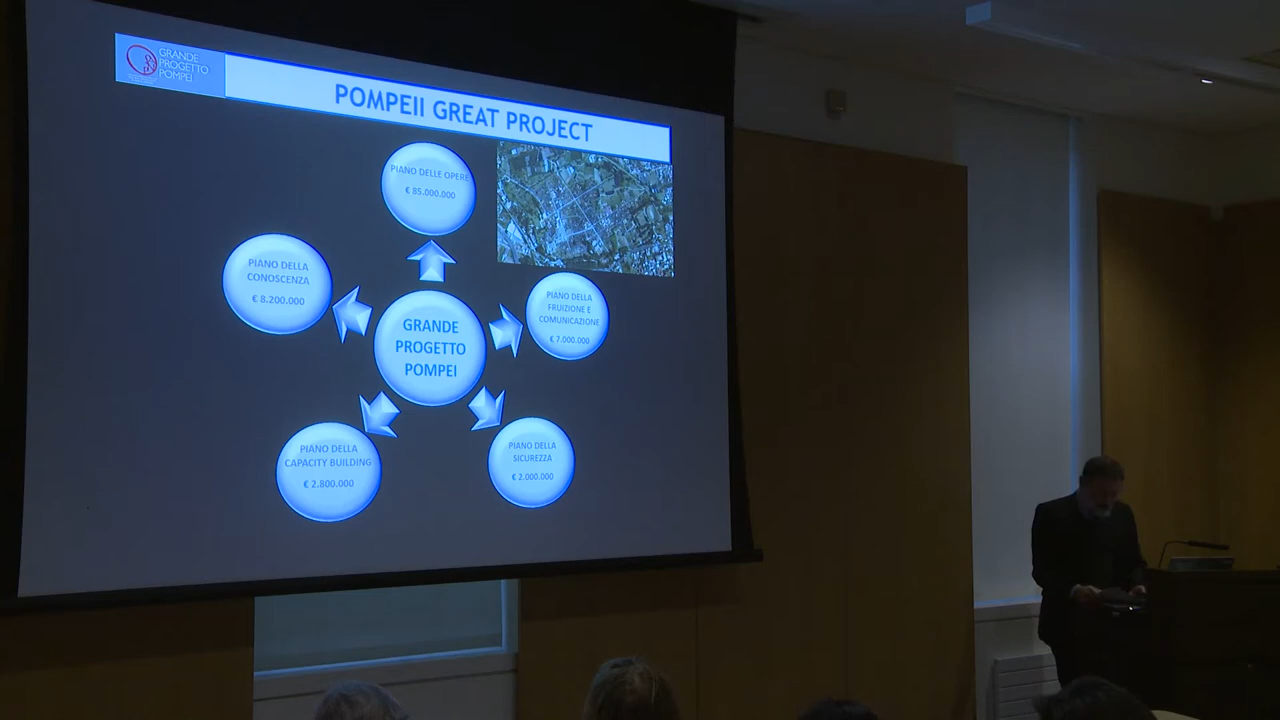 GRANDE
PROGETTO
POMPEI
POMPEII GREAT PROJECT
PIANO DELLE OPERE
€ 85.000.000
PIANO DELLA
CONOSCENZA
€ 8.200.000
PIANO DELLA
FRUIZIONE E
COMUNICAZIONE
€ 7.000.000
GRANDE
PROGETTO
POMPEI
PIANO DELLA
CAPACITY BUILDING
€ 2.800.000
PIANO DELLA
SICUREZZA
€ 2.000.000